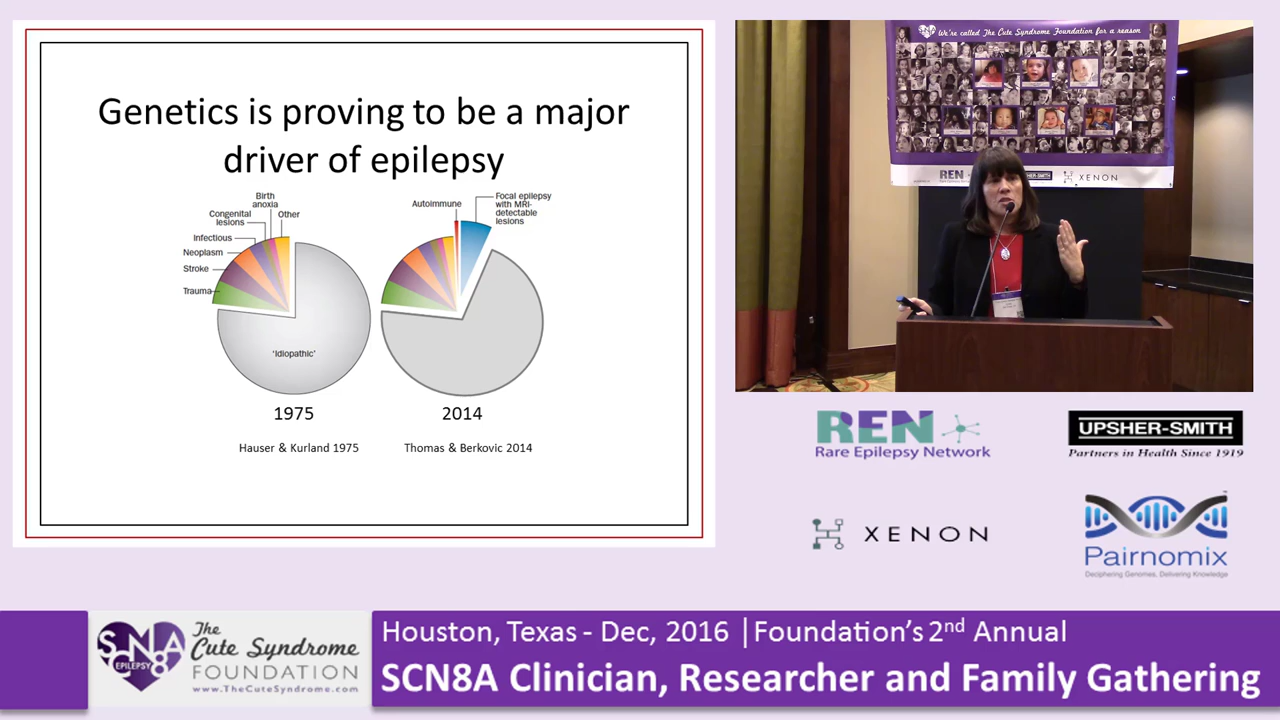 Genetics is proving to be a major
driver of epilepsy
Birth
anoxia
Congenital
lesions
Other
Infectious
Neoplasm
Stroke
Trauma
'Idiopathic'
1975
Hauser & Kurland 1975
Autoimmune
Focal epilepsy
with MRI-
detectable
lesions
2014
Thomas & Berkovic 2014
We're called The Cute Syndrome Foundation for a reason
REN
UPSHER-SMITH
XENON
REN
Rare Epilepsy Network
UPSHER-SMITH
Partners in Health Since 1919
XENON
Pairnomix
Deciphering Genomes, Delivering Knowledge
SCN8A
EPILEPSY
The
Cute Syndrome
FOUNDATION
www.TheCuteSyndrome.com
Houston, Texas - Dec, 2016 |Foundation's 2nd Annual
SCN8A Clinician, Researcher and Family Gathering